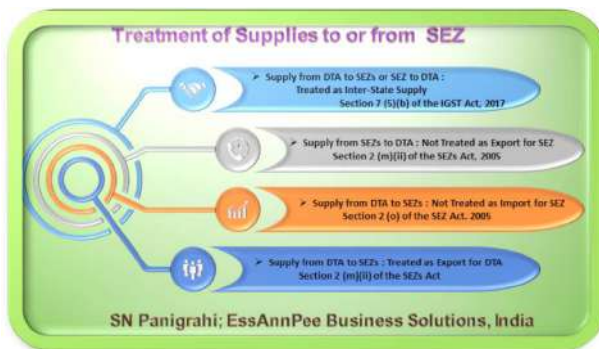 Treatment of Supplies to or from SEZ
➢ Supply from DTA to SEZs or SEZ to DTA :
Treated as Inter-State Supply
Section 7 (5)(b) of the IGST Act, 2017
➢ Supply from SEZs to DTA : Not Treated as Export for SEZ
Section 2 (m)(ii) of the SEZs Act, 2005
➢ Supply from DTA to SEZs : Not Treated as Import for SEZ
Section 2 (o) of the SEZ Act. 2005
➢ Supply from DTA to SEZs : Treated as Export for DTA
Section 2 (m)(ii) of the SEZs Act
SN Panigrahi; EssAnnPee Business Solutions, India